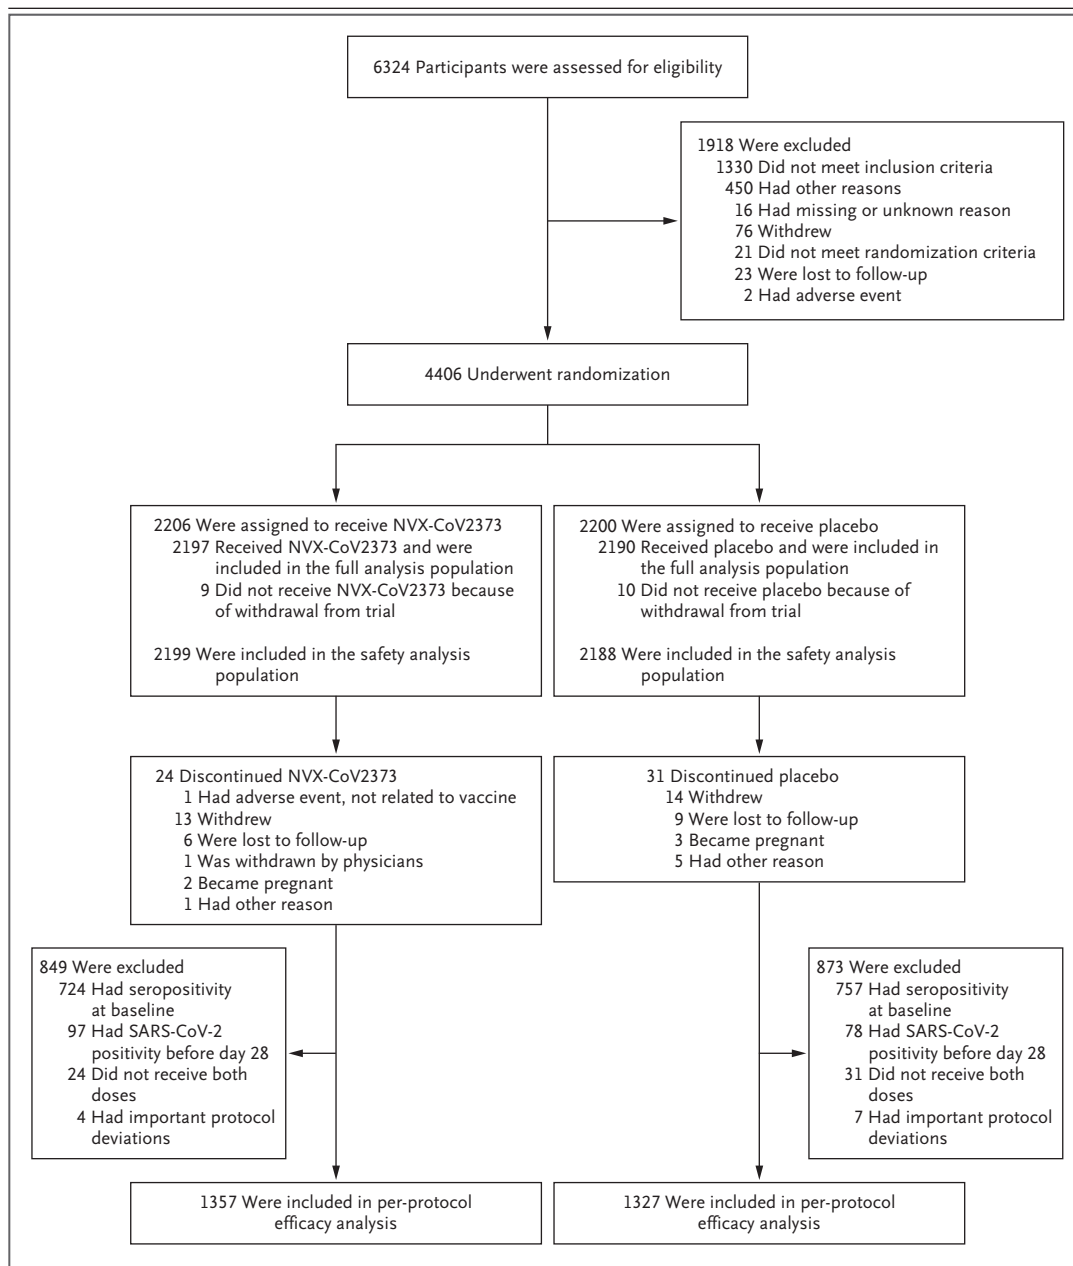 6324 Participants were assessed for eligibility
1918 Were excluded
1330 Did not meet inclusion criteria
450 Had other reasons
16 Had missing or unknown reason
76 Withdrew
21 Did not meet randomization criteria
23 Were lost to follow-up
2 Had adverse event
4406 Underwent randomization
2206 Were assigned to receive NVX-CoV2373
2197 Received NVX-CoV2373 and were
included in the full analysis population
9 Did not receive NVX-CoV2373 because
of withdrawal from trial
2199 Were included in the safety analysis
population
2200 Were assigned to receive placebo
2190 Received placebo and were included in
the full analysis population
10 Did not receive placebo because of
withdrawal from trial
2188 Were included in the safety analysis
population
24 Discontinued NVX-CoV2373
1 Had adverse event, not related to vaccine
13 Withdrew
6 Were lost to follow-up
1 Was withdrawn by physicians
2 Became pregnant
1 Had other reason
31 Discontinued placebo
14 Withdrew
9 Were lost to follow-up
3 Became pregnant
5 Had other reason
849 Were excluded
724 Had seropositivity
at baseline
97 Had SARS-CoV-2
positivity before day 28
24 Did not receive both
doses
4 Had important protocol
deviations
873 Were excluded
757 Had seropositivity
at baseline
78 Had SARS-CoV-2
positivity before day 28
31 Did not receive both
doses
7 Had important protocol
deviations
1357 Were included in per-protocol
efficacy analysis
1327 Were included in per-protocol
efficacy analysis